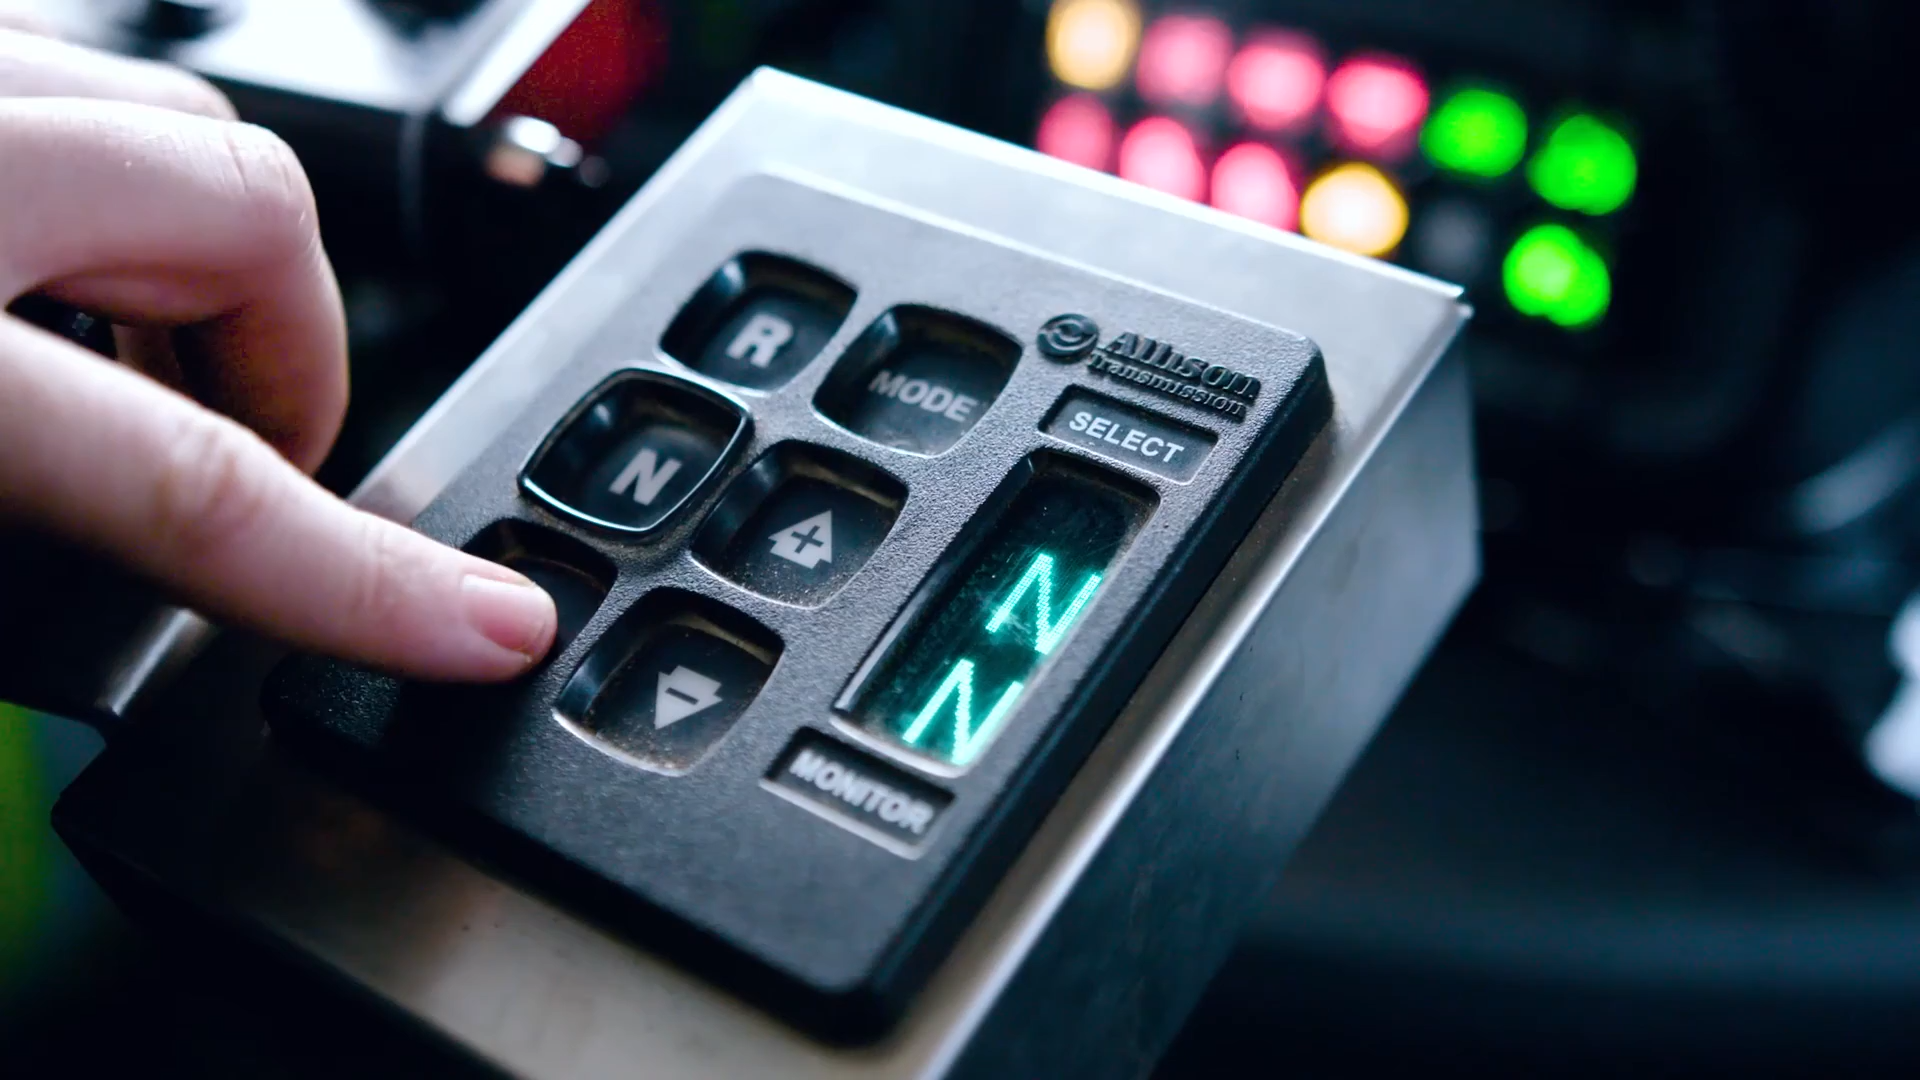 R
MODE
Allison
Transmission
SELECT
N
+
N
N
-
MONITOR